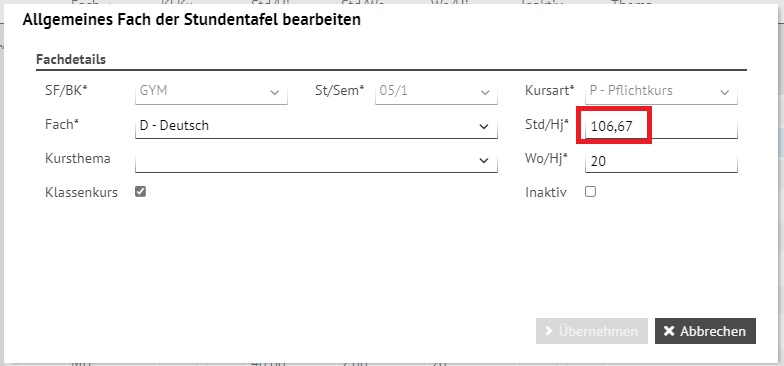 Allgemeines Fach der Stundentafel bearbeiten
Fachdetails
SF/BK* GYM St/Sem* 05/1 Kursart* P - Pflichtkurs
Fach* D - Deutsch Std/Hj* 106,67
Kursthema Wo/Hj* 20
Klassenkurs Inaktiv
Übernehmen Abbrechen